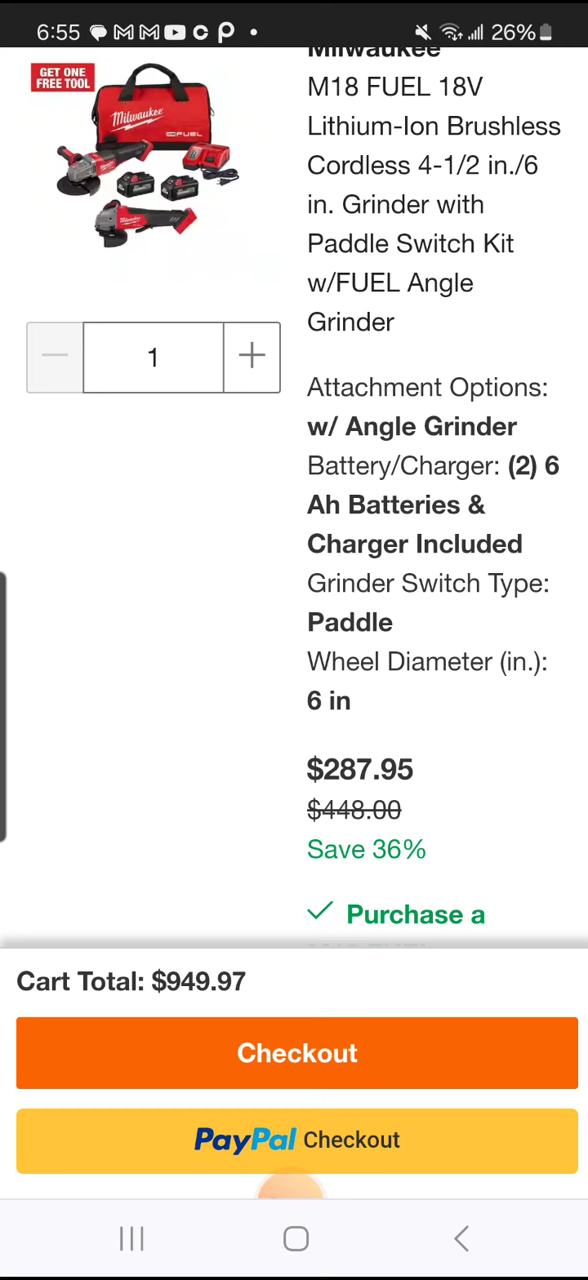 6:55
26%
Milwaukee
GET ONE
FREE TOOL
Milwaukee
FUEL
M18 FUEL 18V
Lithium-Ion Brushless
Cordless 4-1/2 in./6
in. Grinder with
Paddle Switch Kit
w/FUEL Angle
Grinder
1
Attachment Options:
w/ Angle Grinder
Battery/Charger: (2) 6
Ah Batteries &
Charger Included
Grinder Switch Type:
Paddle
Wheel Diameter (in.):
6 in
$287.95
$448.00
Save 36%
Purchase a
Cart Total: $949.97
Checkout
PayPal Checkout